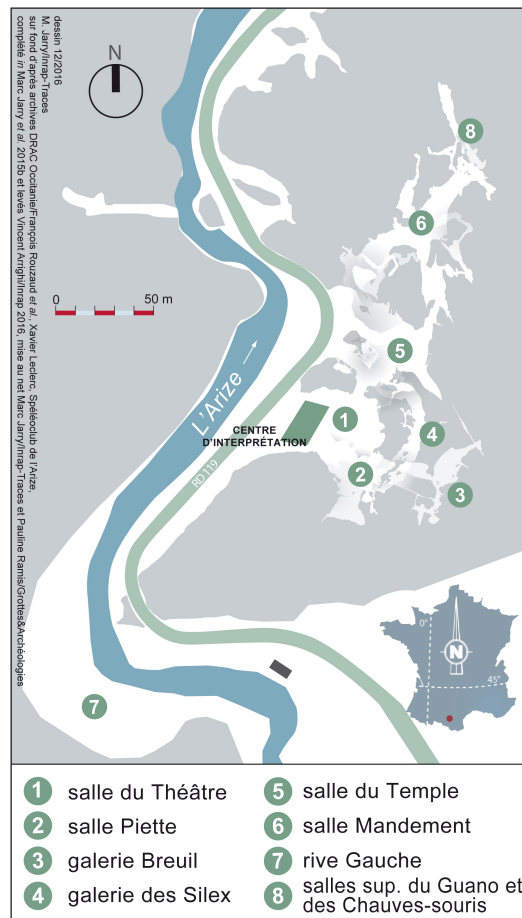 dessin 12/2016
M. Jarry/Inrap-Traces
sur fond d'après archives DRAC Occitanie/François Rouzaud et al., Xavier Leclerc, Spéléoclub de l'Arize,
complété in Marc Jarry et al. 2015b et levés Vincent Arrighi/Inrap 2016, mise au net Marc Jarry/Inrap-Traces et Pauline Ramis/Grottes&Archéologies
N
0 50 m
8
6
5
L'Arize
CENTRE
D'INTERPRÉTATION
1
4
2
3
RD 119
7
0°
N
45°
1 salle du Théâtre
2 salle Piette
3 galerie Breuil
4 galerie des Silex
5 salle du Temple
6 salle Mandement
7 rive Gauche
8 salles sup. du Guano et
des Chauves-souris